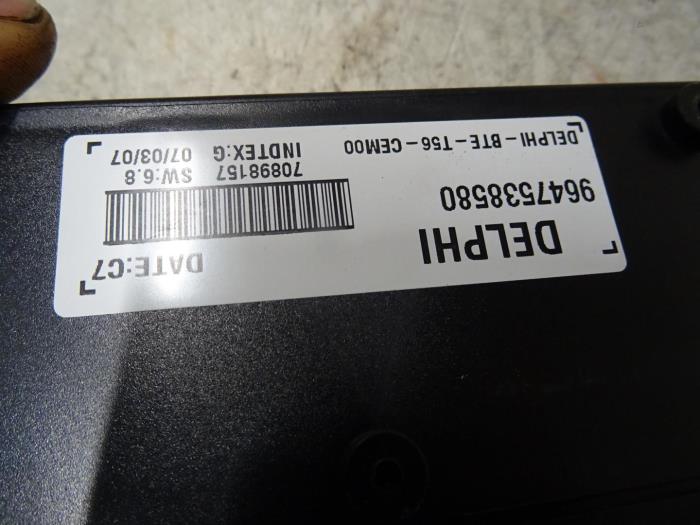 DELPHI
DATE:C7
9647538580
DELPHI-BTE-T56-CEM00
70898157 SW:6.8
INDTEX:G 07/03/07